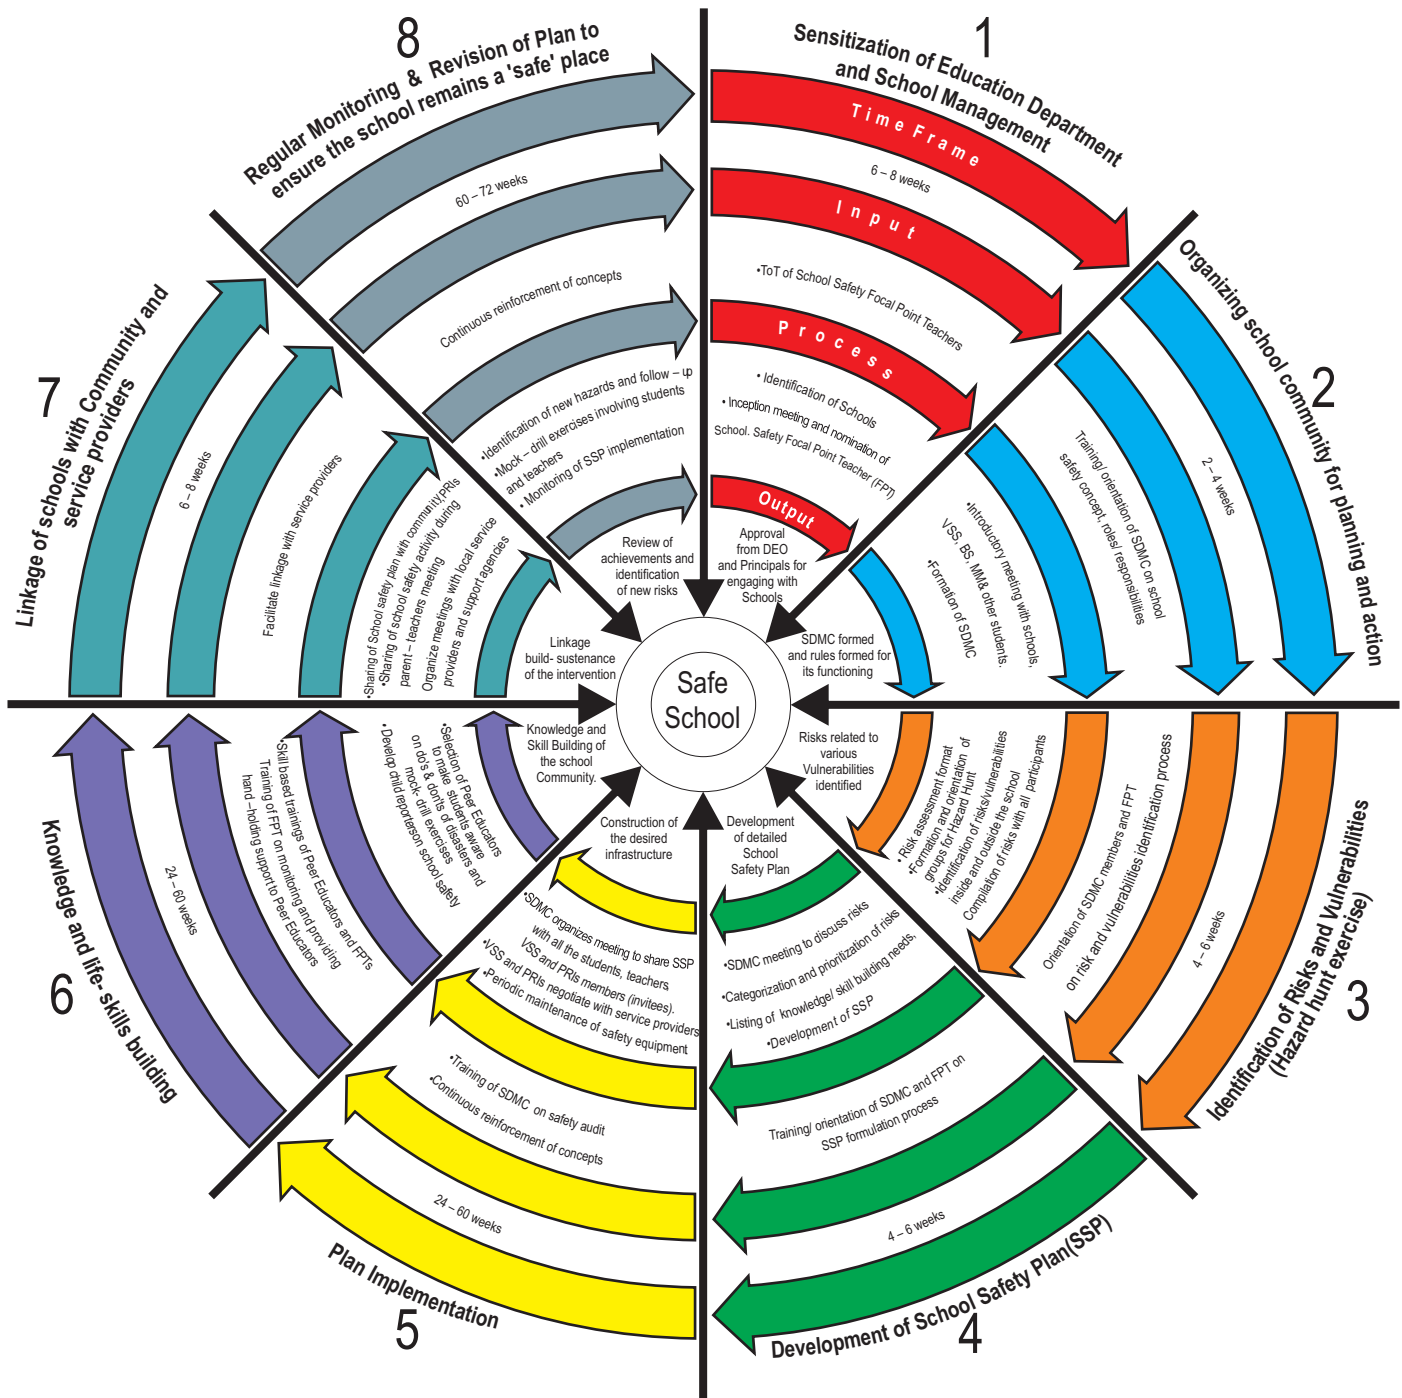 1
Sensitization of Education Department
and School Management
Time Frame
6 – 8 weeks
Input
•ToT of School Safety Focal Point Teachers
Process
• Identification of Schools
• Inception meeting and nomination of
School. Safety Focal Point Teacher (FPT)
Output
Approval
from DEO
and Principals for
engaging with
Schools
2
Organizing school community for planning and action
2 – 4 weeks
Training/ orientation of SDMC on school
safety concept, roles/ responsibilities
•Introductory meeting with schools,
VSS, BS, MM& other students.
•Formation of SDMC
SDMC formed
and rules formed for
its functioning
3
Identification of Risks and Vulnerabilities
(Hazard hunt exercise)
4 – 6 weeks
Orientation of SDMC members and FPT
on risk and vulnerabilities identification process
• Risk assessment format
•Formation and orientation of
groups for Hazard Hunt
•Identification of risks/vulnerabilities
inside and outside the school
Compilation of risks with all participants
Risks related to
various
Vulnerabilities
identified
4
Development of School Safety Plan(SSP)
4 – 6 weeks
Training/ orientation of SDMC and FPT on
SSP formulation process
•SDMC meeting to discuss risks
•Categorization and prioritization of risks
•Listing of knowledge/ skill building needs,
•Development of SSP
Development
of detailed
School
Safety Plan
5
Plan Implementation
24 – 60 weeks
•Training of SDMC on safety audit
•Continuous reinforcement of concepts
•SDMC organizes meeting to share SSP
with all the students, teachers,
VSS and PRIs members (invitees).
•VSS and PRIs negotiate with service providers
•Periodic maintenance of safety equipment
Construction of
the desired
infrastructure
6
Knowledge and life- skills building
24 – 60 weeks
•Skill based trainings of Peer Educators and FPTs
Training of FPT on monitoring and providing
hand –holding support to Peer Educators
•Selection of Peer Educators
to make students aware
on do's & dont's of disasters and
mock- drill exercises
•Develop child reporterson school safety
Knowledge and
Skill Building of
the school
Community.
7
Linkage of schools with Community and
service providers
6 – 8 weeks
Facilitate linkage with service providers
•Sharing of School safety plan with community/PRIs
•Sharing of school safety activity during
parent – teachers meeting
Organize meetings with local service
providers and support agencies
Linkage
build- sustenance
of the intervention
8
Regular Monitoring & Revision of Plan to
ensure the school remains a 'safe' place
60 – 72 weeks
Continuous reinforcement of concepts
•Identification of new hazards and follow – up
•Mock – drill exercises involving students
and teachers
• Monitoring of SSP implementation
Review of
achievements and
identification
of new risks
Safe
School